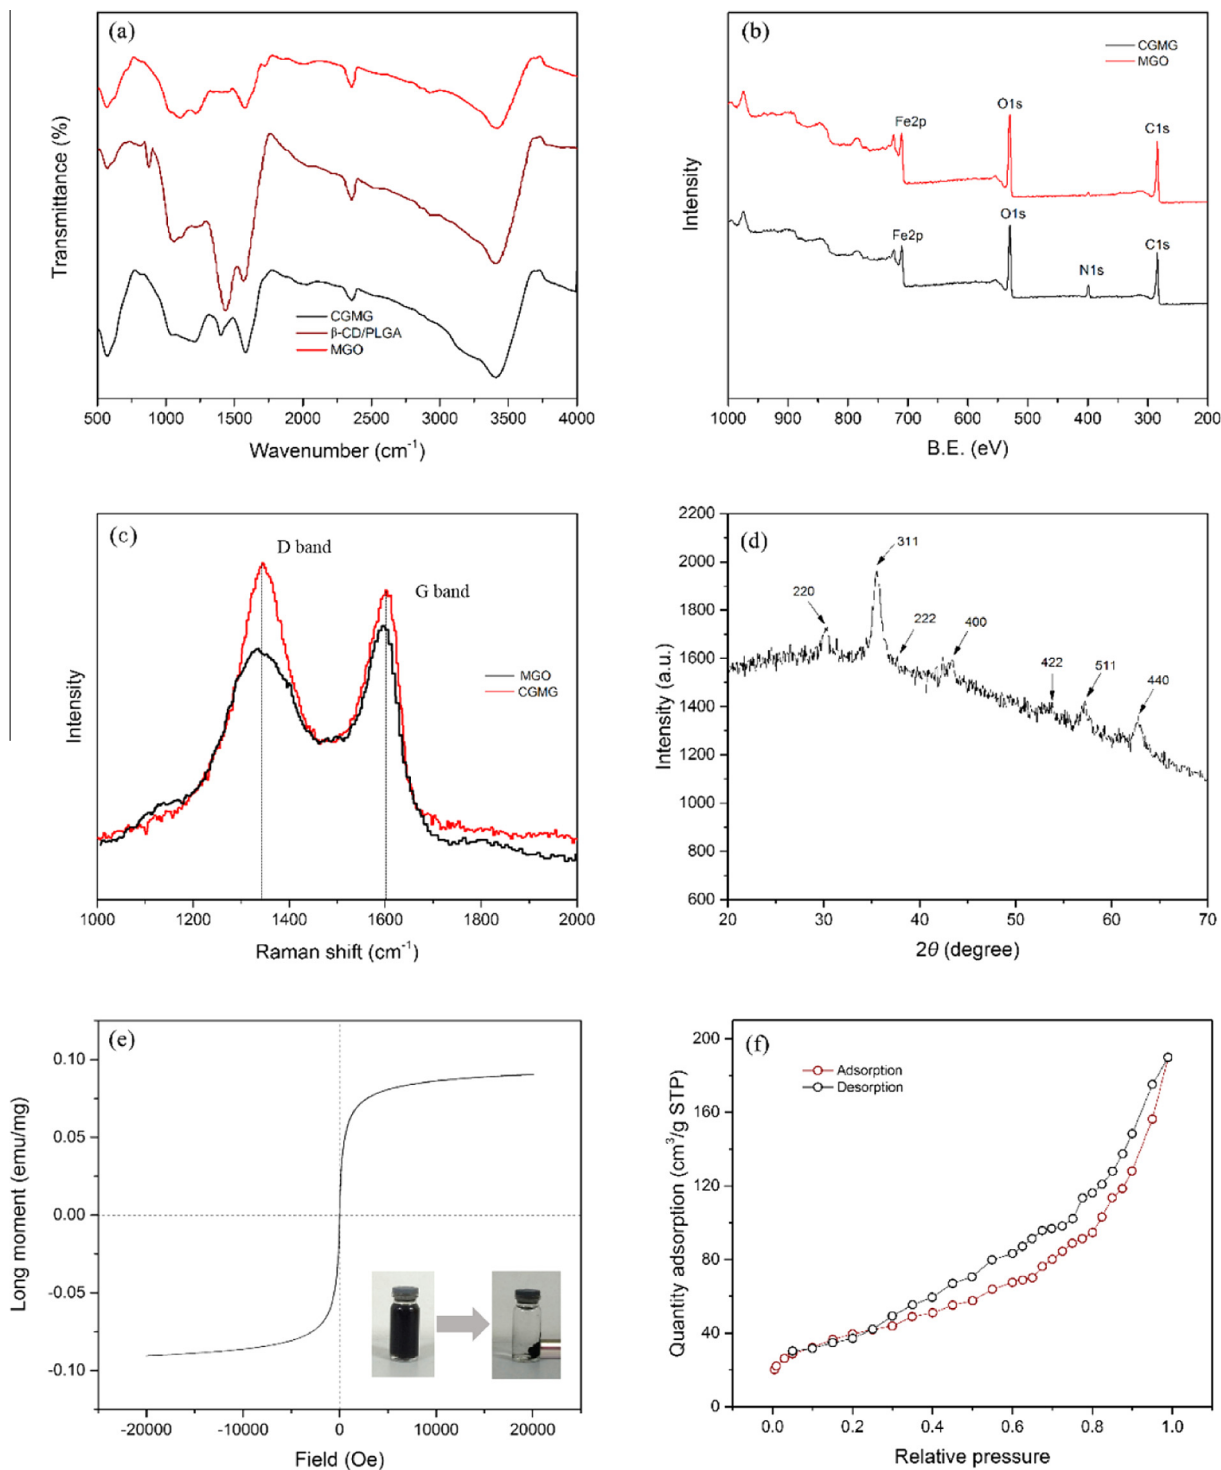 (a)
Transmittance (%)
CGMG
β-CD/PLGA
MGO
500 1000 1500 2000 2500 3000 3500 4000
Wavenumber (cm⁻¹)
(b)
CGMG
MGO
Intensity
Fe2p
O1s
C1s
Fe2p
O1s
N1s
C1s
1000 900 800 700 600 500 400 300 200
B.E. (eV)
(c)
D band
G band
MGO
CGMG
Intensity
1000 1200 1400 1600 1800 2000
Raman shift (cm⁻¹)
(d)
2200
2000
1800
1600
1400
1200
1000
800
600
Intensity (a.u.)
220
311
222
400
422
511
440
20 30 40 50 60 70
2θ (degree)
(e)
0.10
0.05
0.00
-0.05
-0.10
Long moment (emu/mg)
-20000 -10000 0 10000 20000
Field (Oe)
(f)
Adsorption
Desorption
200
160
120
80
40
0
Quantity adsorption (cm³/g STP)
0.0 0.2 0.4 0.6 0.8 1.0
Relative pressure